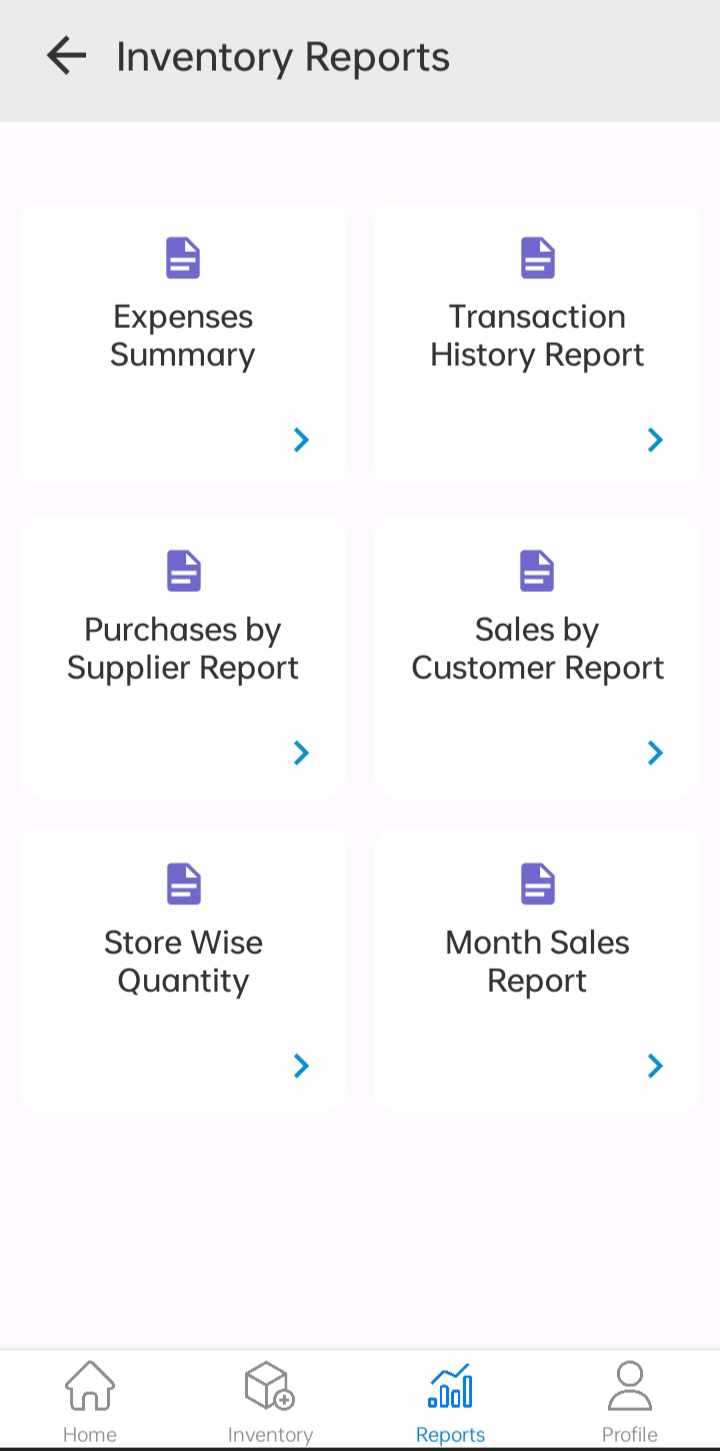 Inventory Reports
Expenses
Summary
Transaction
History Report
Purchases by
Supplier Report
Sales by
Customer Report
Store Wise
Quantity
Month Sales
Report
Home
Inventory
Reports
Profile